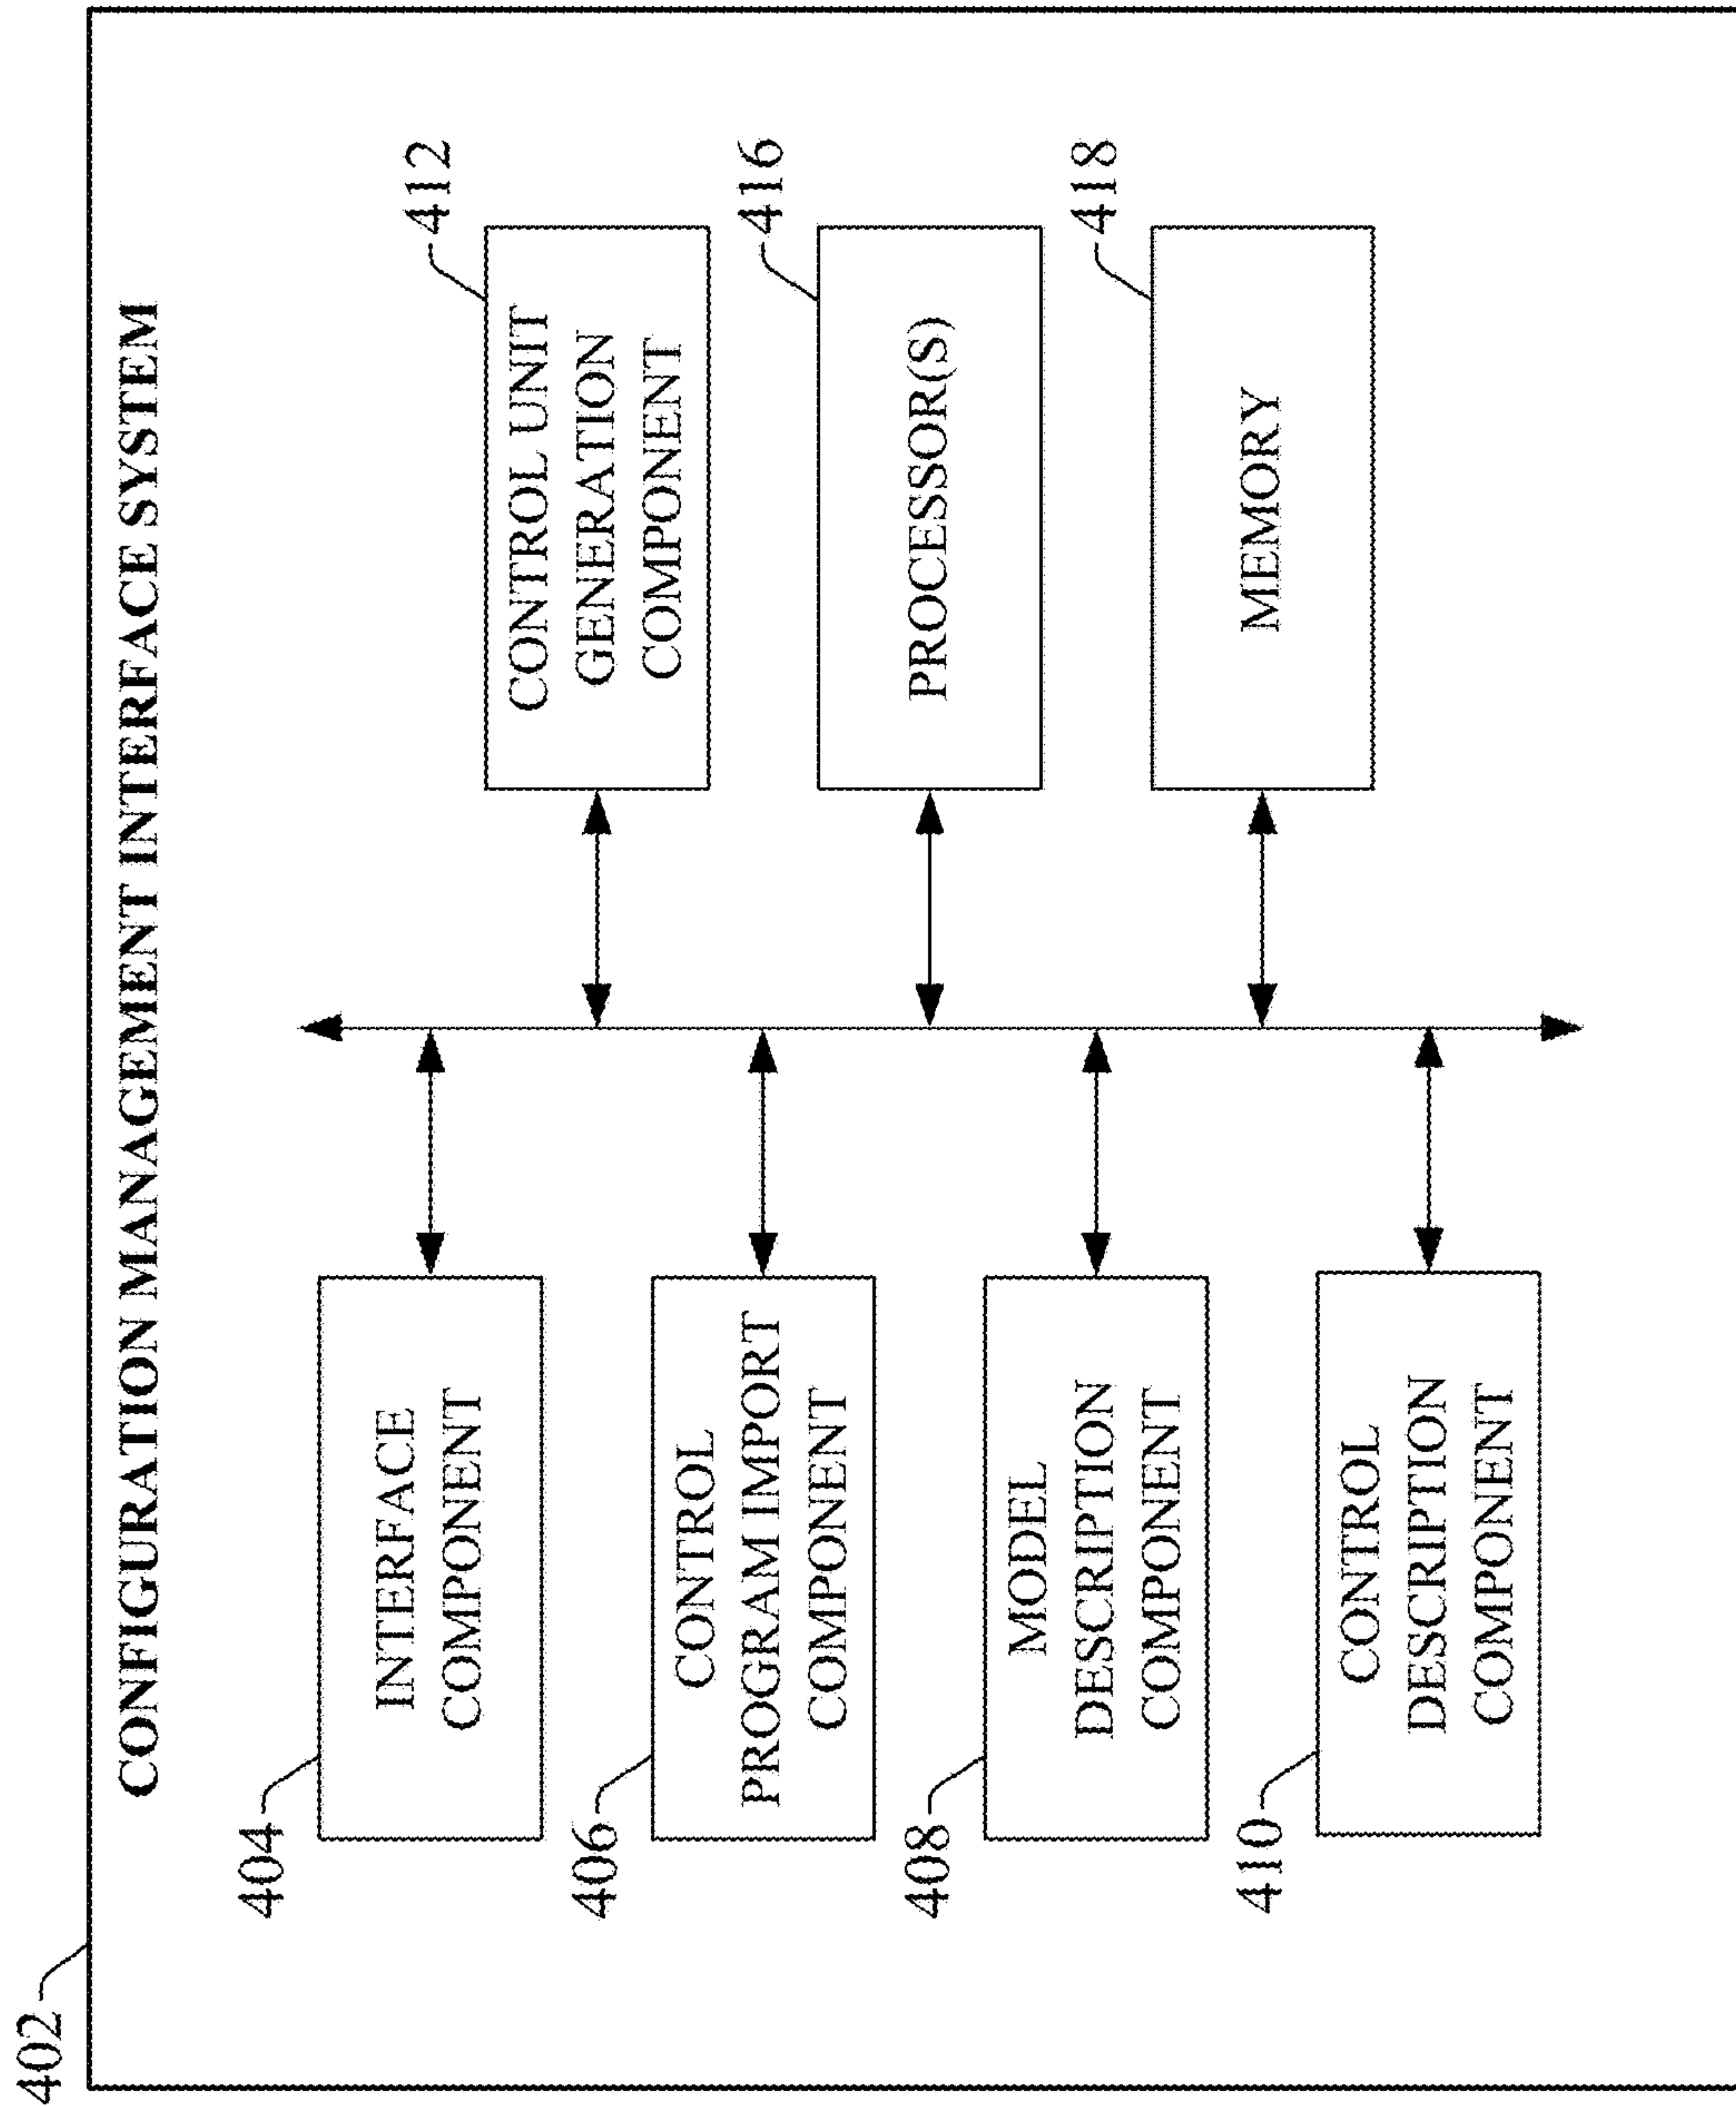 402
CONFIGURATION MANAGEMENT INTERFACE SYSTEM
404
INTERFACE
COMPONENT
406
CONTROL
PROGRAM IMPORT
COMPONENT
408
MODEL
DESCRIPTION
COMPONENT
410
CONTROL
DESCRIPTION
COMPONENT
412
CONTROL UNIT
GENERATION
COMPONENT
416
PROCESSOR(S)
418
MEMORY